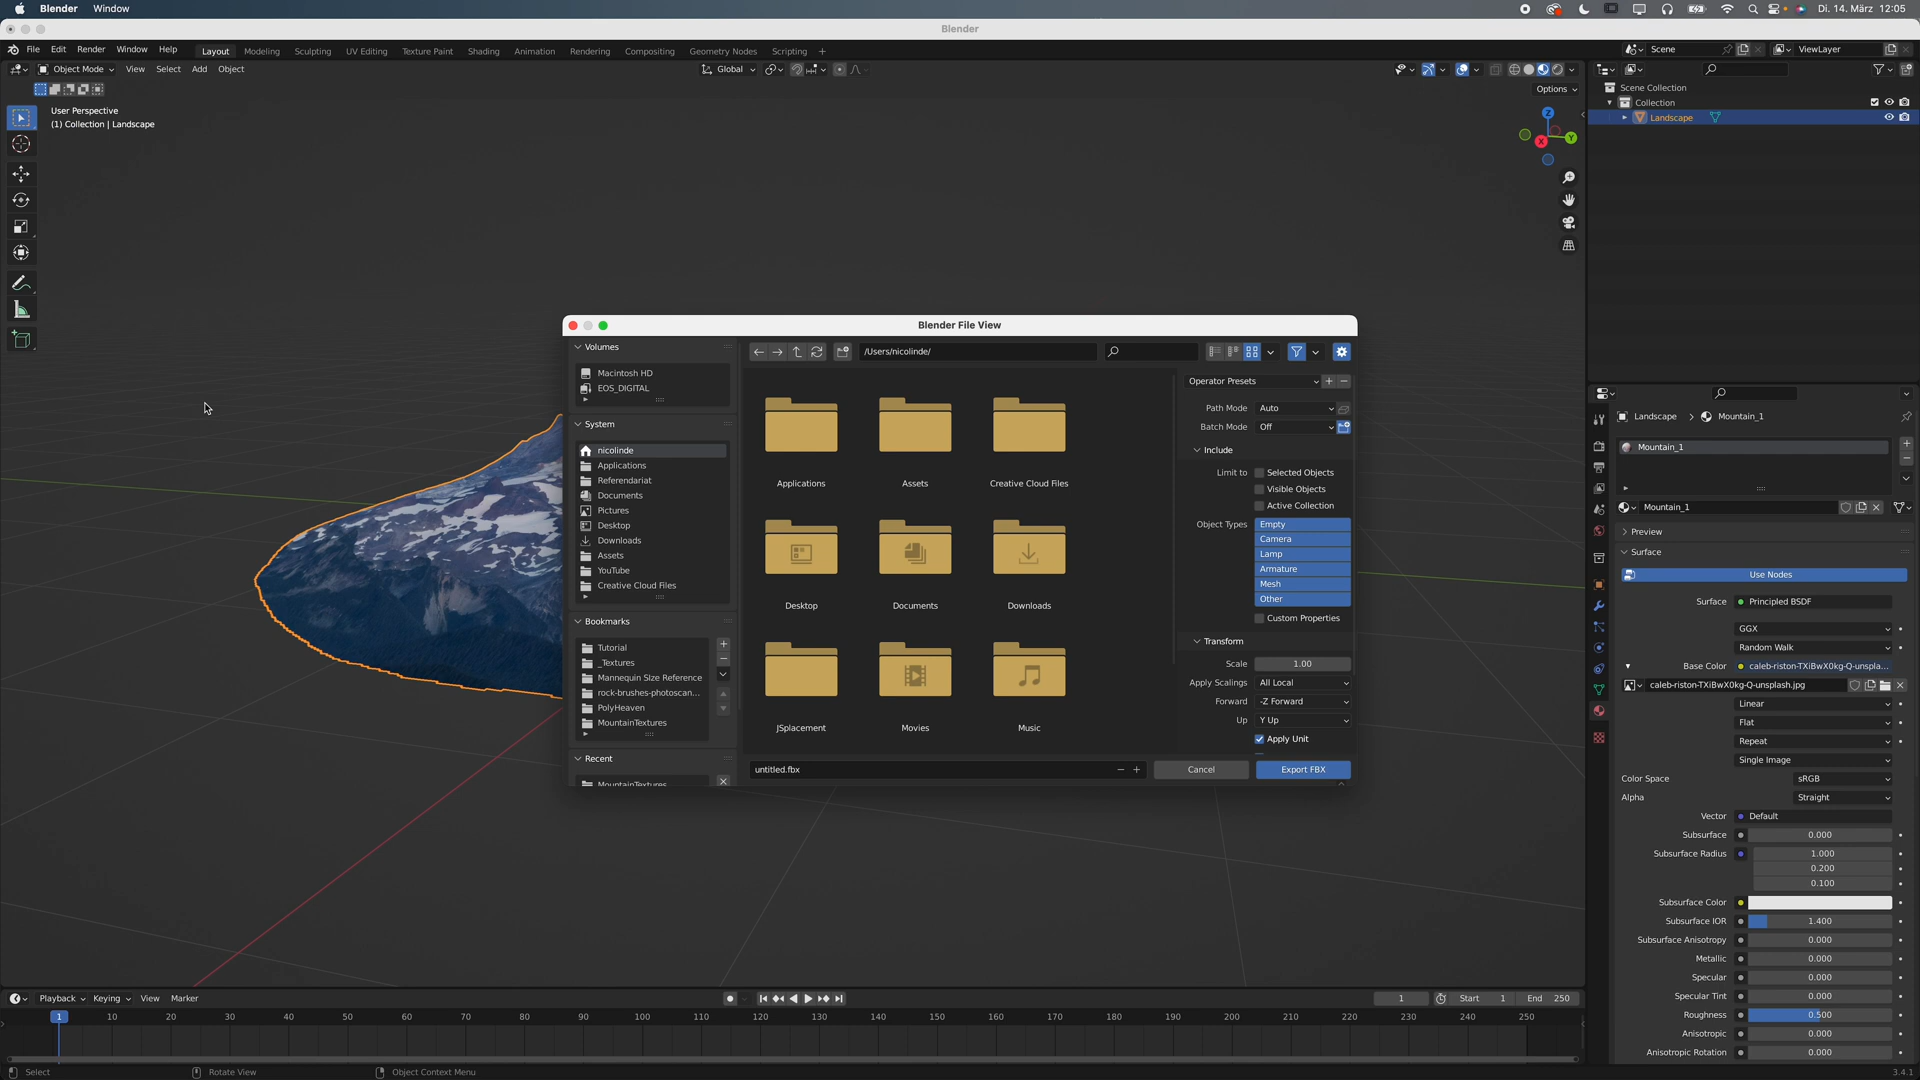 Blender Window
Di. 14. März 12:05
Blender
File Edit Render Window Help
Layout Modeling Sculpting UV Editing Texture Paint Shading Animation Rendering Compositing Geometry Nodes Scripting +
Scene
ViewLayer
Object Mode View Select Add Object
Global
Options
User Perspective
(1) Collection | Landscape
Z
Y
X
Scene Collection
Collection
Landscape
Blender File View
Volumes
Macintosh HD
EOS_DIGITAL
System
nicolinde
Applications
Referendariat
Documents
Pictures
Desktop
Downloads
Assets
YouTube
Creative Cloud Files
Bookmarks
Tutorial
_Textures
Mannequin SIze Reference
rock-brushes-photoscan...
PolyHeaven
MountainTextures
Recent
MountainTextures
/Users/nicolinde/
Applications
Assets
Creative Cloud Files
Desktop
Documents
Downloads
JSplacement
Movies
Music
untitled.fbx
Cancel
Export FBX
Operator Presets
Path Mode Auto
Batch Mode Off
Include
Limit to Selected Objects
Visible Objects
Active Collection
Object Types Empty
Camera
Lamp
Armature
Mesh
Other
Custom Properties
Transform
Scale 1.00
Apply Scalings All Local
Forward -Z Forward
Up Y Up
Apply Unit
Landscape > Mountain_1
Mountain_1
Mountain_1
Preview
Surface
Use Nodes
Surface Principled BSDF
GGX
Random Walk
Base Color caleb-riston-TXiBwX0kg-Q-unspla...
caleb-riston-TXiBwX0kg-Q-unsplash.jpg
Linear
Flat
Repeat
Single Image
Color Space sRGB
Alpha Straight
Vector Default
Subsurface 0.000
Subsurface Radius 1.000
0.200
0.100
Subsurface Color
Subsurface IOR 1.400
Subsurface Anisotropy 0.000
Metallic 0.000
Specular 0.000
Specular Tint 0.000
Roughness 0.500
Anisotropic 0.000
Anisotropic Rotation 0.000
Playback Keying View Marker
1 Start 1 End 250
1 10 20 30 40 50 60 70 80 90 100 110 120 130 140 150 160 170 180 190 200 210 220 230 240 250
Select Rotate View Object Context Menu
3.4.1